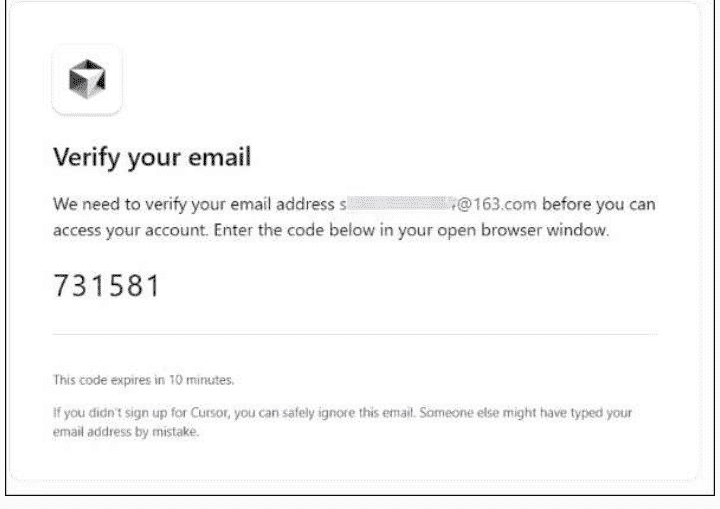 Verify your email
We need to verify your email address s @163.com before you can
access your account. Enter the code below in your open browser window.
731581
This code expires in 10 minutes.
If you didn't sign up for Cursor, you can safely ignore this email. Someone else might have typed your
email address by mistake.